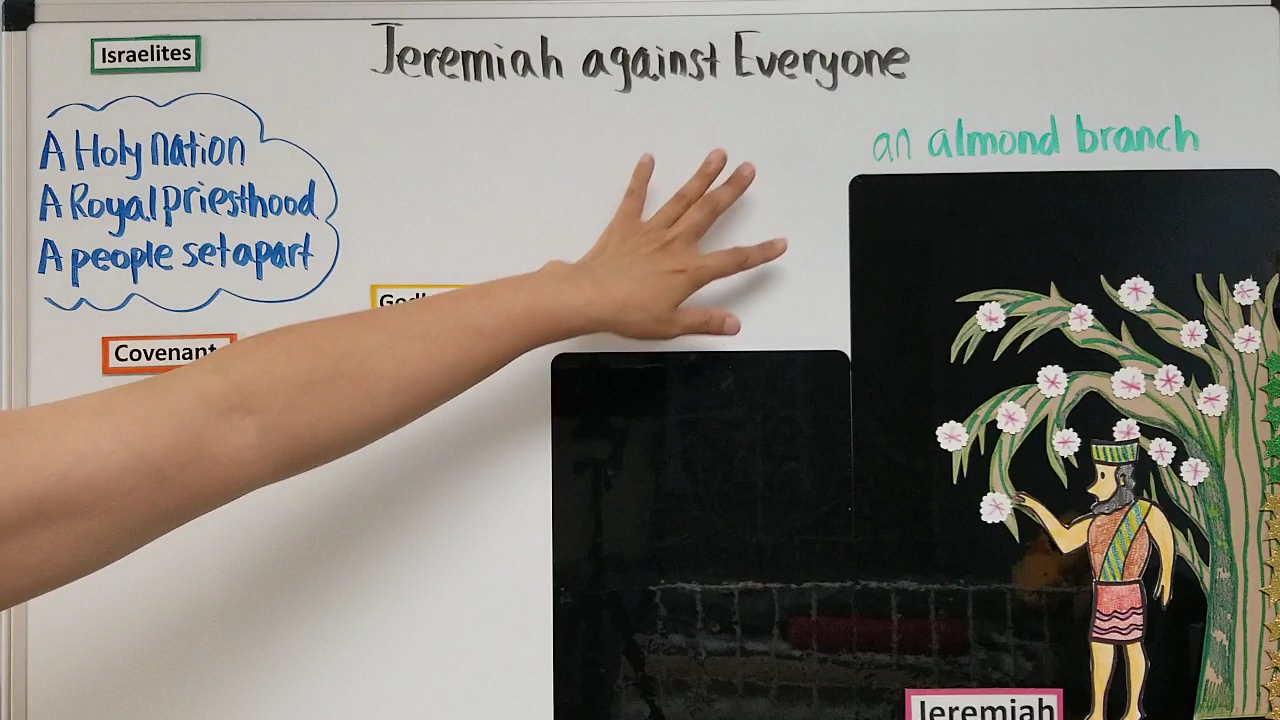 Israelites
Jeremiah against Everyone
an almond branch
A Holy nation
A Royal priesthood
A people set apart
Covenant
Jeremiah